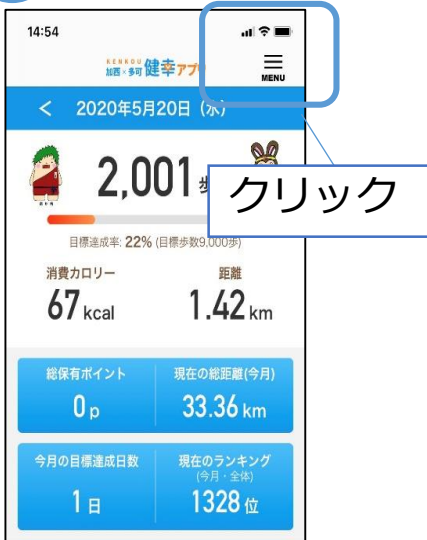 14:54
KENKOU
加西×多可 健幸アプリ
MENU
< 2020年5月20日 (水)
2,001 歩
クリック
目標達成率: 22% (目標歩数9,000歩)
消費カロリー
距離
67 kcal
1.42 km
総保有ポイント
現在の総距離(今月)
0 p
33.36 km
今月の目標達成日数
現在のランキング
(今月・全体)
1 日
1328 位